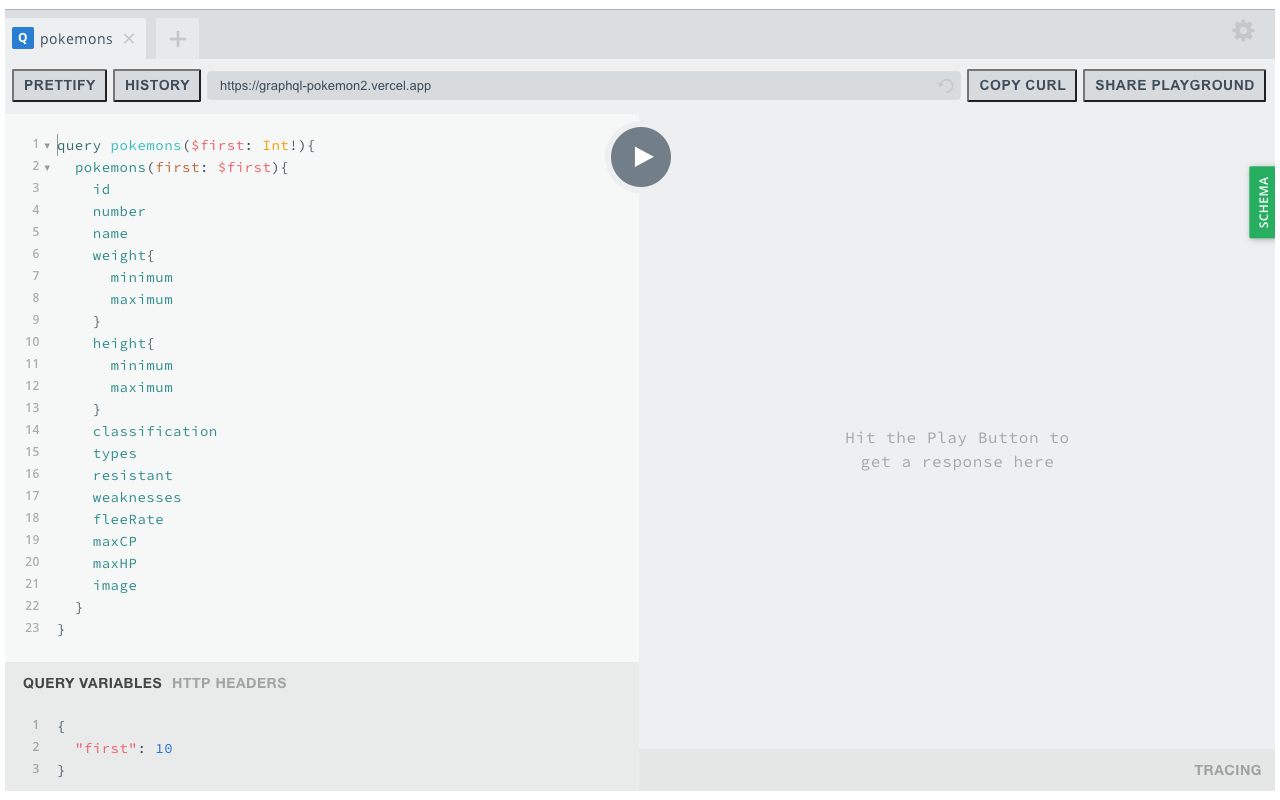 Q pokemons
PRETTIFY HISTORY https://graphql-pokemon2.vercel.app COPY CURL SHARE PLAYGROUND
1 query pokemons($first: Int!){
2 pokemons(first: $first){
3 id
4 number
5 name
6 weight{
7 minimum
8 maximum
9 }
10 height{
11 minimum
12 maximum
13 }
14 classification
15 types
16 resistant
17 weaknesses
18 fleeRate
19 maxCP
20 maxHP
21 image
22 }
23 }
SCHEMA
Hit the Play Button to
get a response here
QUERY VARIABLES HTTP HEADERS
1 {
2 "first": 10
3 }
TRACING